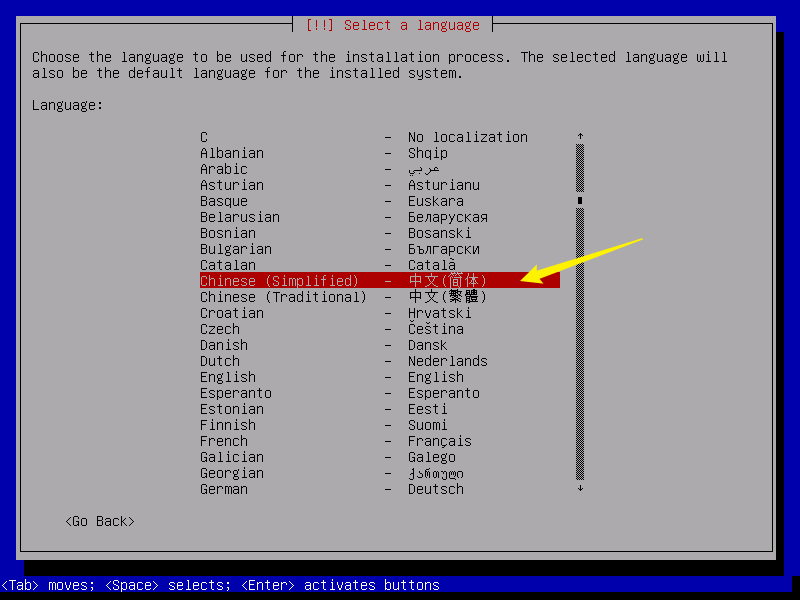 [!!] Select a language
Choose the language to be used for the installation process. The selected language will
also be the default language for the installed system.
Language:
C - No localization
Albanian - Shqip
Arabic - عربي
Asturian - Asturianu
Basque - Euskara
Belarusian - Беларуская
Bosnian - Bosanski
Bulgarian - Български
Catalan - Català
Chinese (Simplified) - 中文(简体)
Chinese (Traditional) - 中文(繁體)
Croatian - Hrvatski
Czech - Čeština
Danish - Dansk
Dutch - Nederlands
English - English
Esperanto - Esperanto
Estonian - Eesti
Finnish - Suomi
French - Français
Galician - Galego
Georgian - ქართული
German - Deutsch
<Go Back>
<Tab> moves; <Space> selects; <Enter> activates buttons